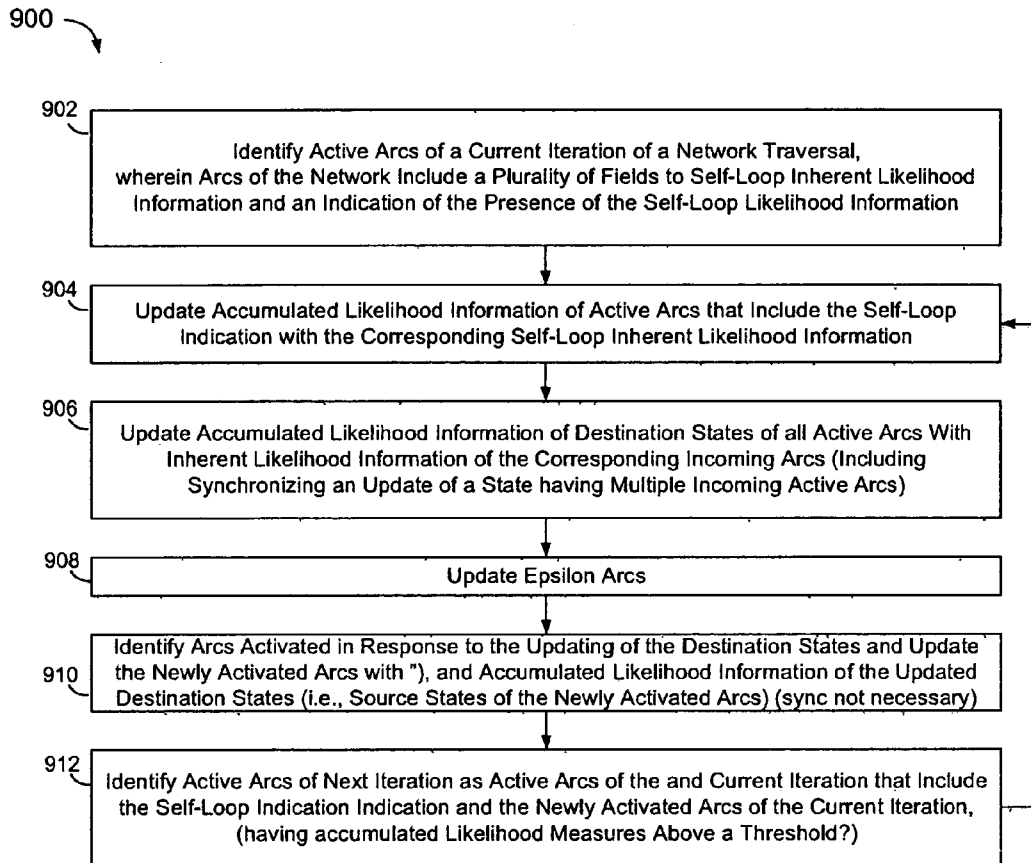 900
902
Identify Active Arcs of a Current Iteration of a Network Traversal,
wherein Arcs of the Network Include a Plurality of Fields to Self-Loop Inherent Likelihood
Information and an Indication of the Presence of the Self-Loop Likelihood Information
904
Update Accumulated Likelihood Information of Active Arcs that Include the Self-Loop
Indication with the Corresponding Self-Loop Inherent Likelihood Information
906
Update Accumulated Likelihood Information of Destination States of all Active Arcs With
Inherent Likelihood Information of the Corresponding Incoming Arcs (Including
Synchronizing an Update of a State having Multiple Incoming Active Arcs)
908
Update Epsilon Arcs
910
Identify Arcs Activated in Response to the Updating of the Destination States and Update
the Newly Activated Arcs with "), and Accumulated Likelihood Information of the Updated
Destination States (i.e., Source States of the Newly Activated Arcs) (sync not necessary)
912
Identify Active Arcs of Next Iteration as Active Arcs of the and Current Iteration that Include
the Self-Loop Indication Indication and the Newly Activated Arcs of the Current Iteration,
(having accumulated Likelihood Measures Above a Threshold?)